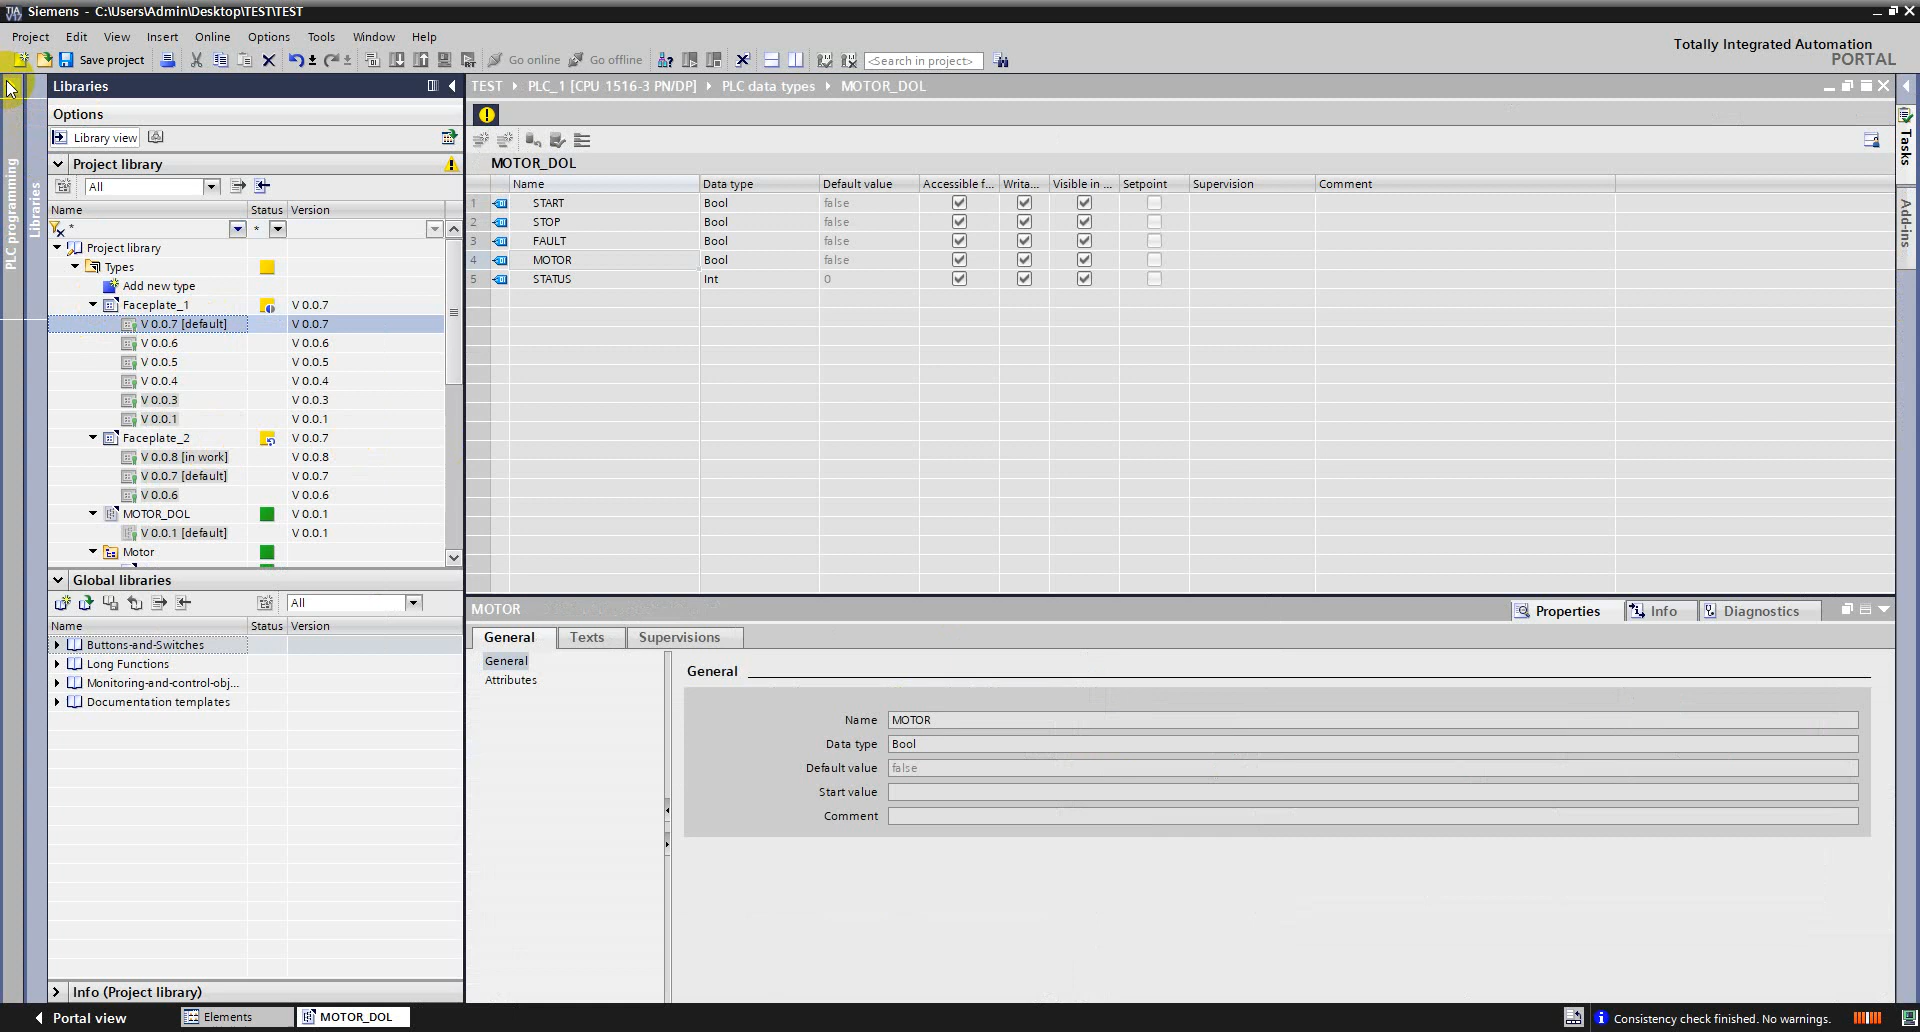 Siemens - C:\Users\Admin\Desktop\TEST\TEST
Project Edit View Insert Online Options Tools Window Help
Totally Integrated Automation
PORTAL
Save project Go online Go offline <Search in project>
PLC programming
Libraries
Libraries
Options
Library view
Project library
All
Name Status Version
* *
Project library
Types
Add new type
Faceplate_1 V 0.0.7
V 0.0.7 [default] V 0.0.7
V 0.0.6 V 0.0.6
V 0.0.5 V 0.0.5
V 0.0.4 V 0.0.4
V 0.0.3 V 0.0.3
V 0.0.1 V 0.0.1
Faceplate_2 V 0.0.7
V 0.0.8 [in work] V 0.0.8
V 0.0.7 [default] V 0.0.7
V 0.0.6 V 0.0.6
MOTOR_DOL V 0.0.1
V 0.0.1 [default] V 0.0.1
Motor
Global libraries
All
Name Status Version
Buttons-and-Switches
Long Functions
Monitoring-and-control-obj...
Documentation templates
Info (Project library)
TEST PLC_1 [CPU 1516-3 PN/DP] PLC data types MOTOR_DOL
MOTOR_DOL
Name Data type Default value Accessible f... Writa... Visible in ... Setpoint Supervision Comment
1 START Bool false
2 STOP Bool false
3 FAULT Bool false
4 MOTOR Bool false
5 STATUS Int 0
MOTOR
Properties Info Diagnostics
General Texts Supervisions
General
Attributes
General
Name MOTOR
Data type Bool
Default value false
Start value
Comment
Tasks
Add-ins
Portal view Elements MOTOR_DOL
Consistency check finished. No warnings.